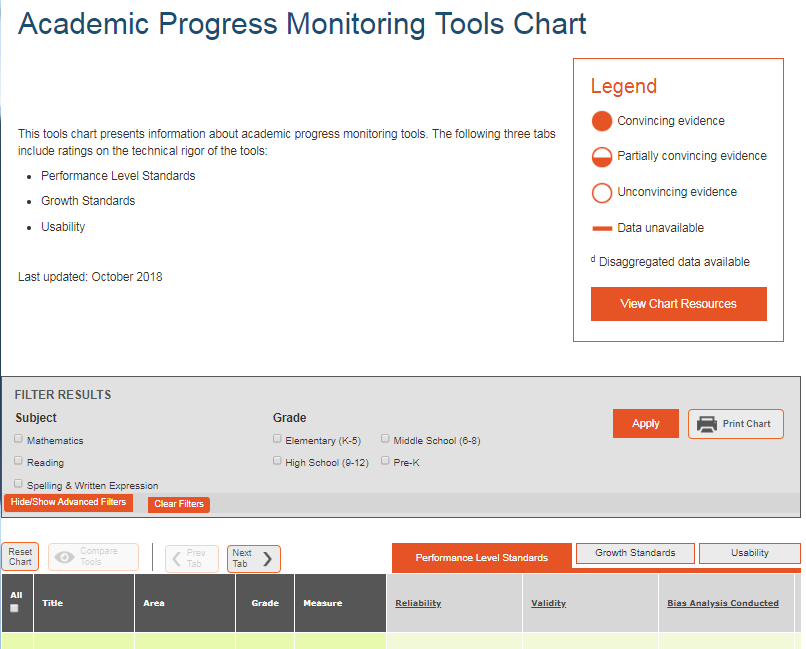 Academic Progress Monitoring Tools Chart
Legend
Convincing evidence
Partially convincing evidence
Unconvincing evidence
Data unavailable
d Disaggregated data available
View Chart Resources
This tools chart presents information about academic progress monitoring tools. The following three tabs
include ratings on the technical rigor of the tools:
Performance Level Standards
Growth Standards
Usability
Last updated: October 2018
FILTER RESULTS
Subject
Mathematics
Reading
Spelling & Written Expression
Grade
Elementary (K-5)
Middle School (6-8)
High School (9-12)
Pre-K
Apply
Print Chart
Hide/Show Advanced Filters
Clear Filters
Reset
Chart
Compare
Tools
Prev
Tab
Next
Tab
Performance Level Standards
Growth Standards
Usability
All
Title
Area
Grade
Measure
Reliability
Validity
Bias Analysis Conducted